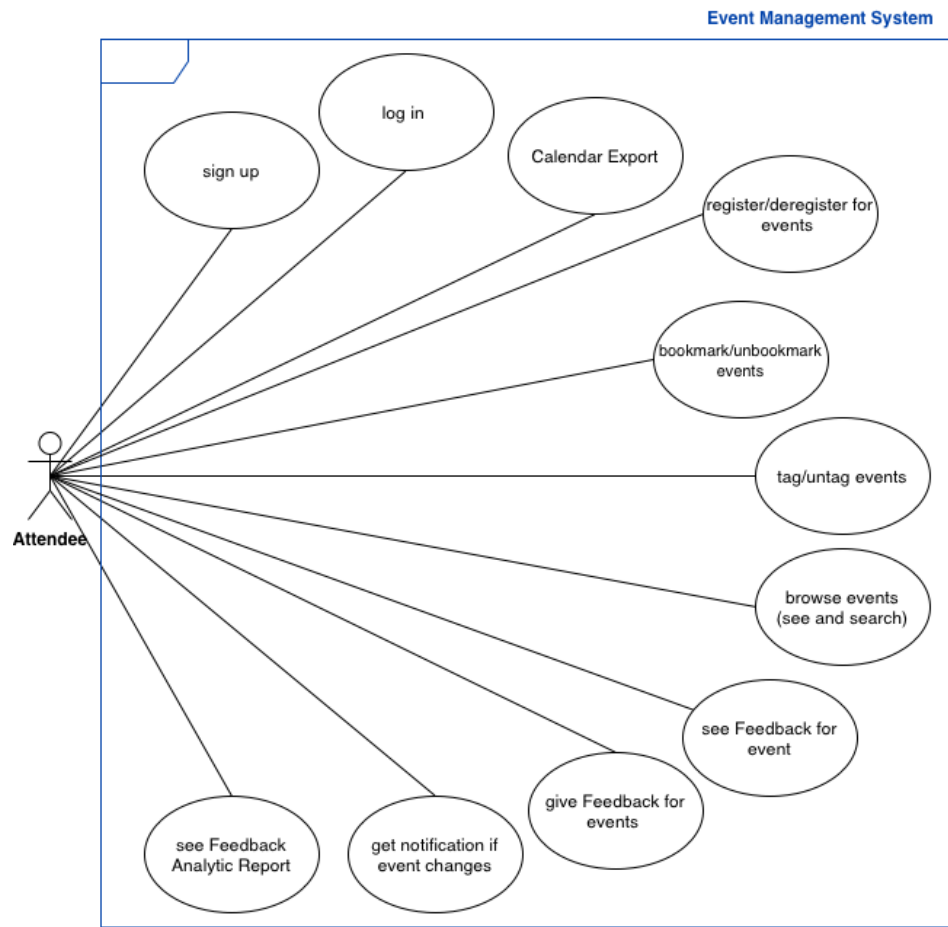 Event Management System
log in
sign up
Calendar Export
register/deregister for
events
bookmark/unbookmark
events
tag/untag events
Attendee
browse events
(see and search)
see Feedback for
event
give Feedback for
events
get notification if
event changes
see Feedback
Analytic Report